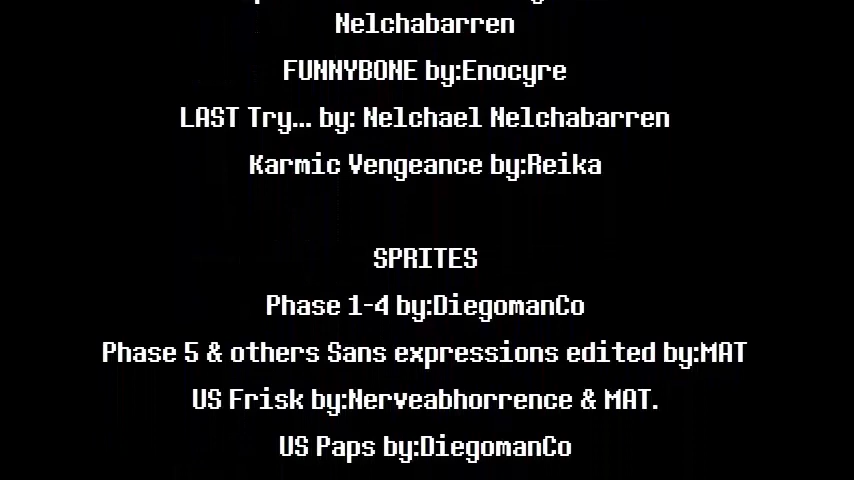 Nelchabarren
FUNNYBONE by:Enocyre
LAST Try... by: Nelchael Nelchabarren
Karmic Vengeance by:Reika
SPRITES
Phase 1-4 by:DiegomanCo
Phase 5 & others Sans expressions edited by:MAT
US Frisk by:Nerveabhorrence & MAT.
US Paps by:DiegomanCo